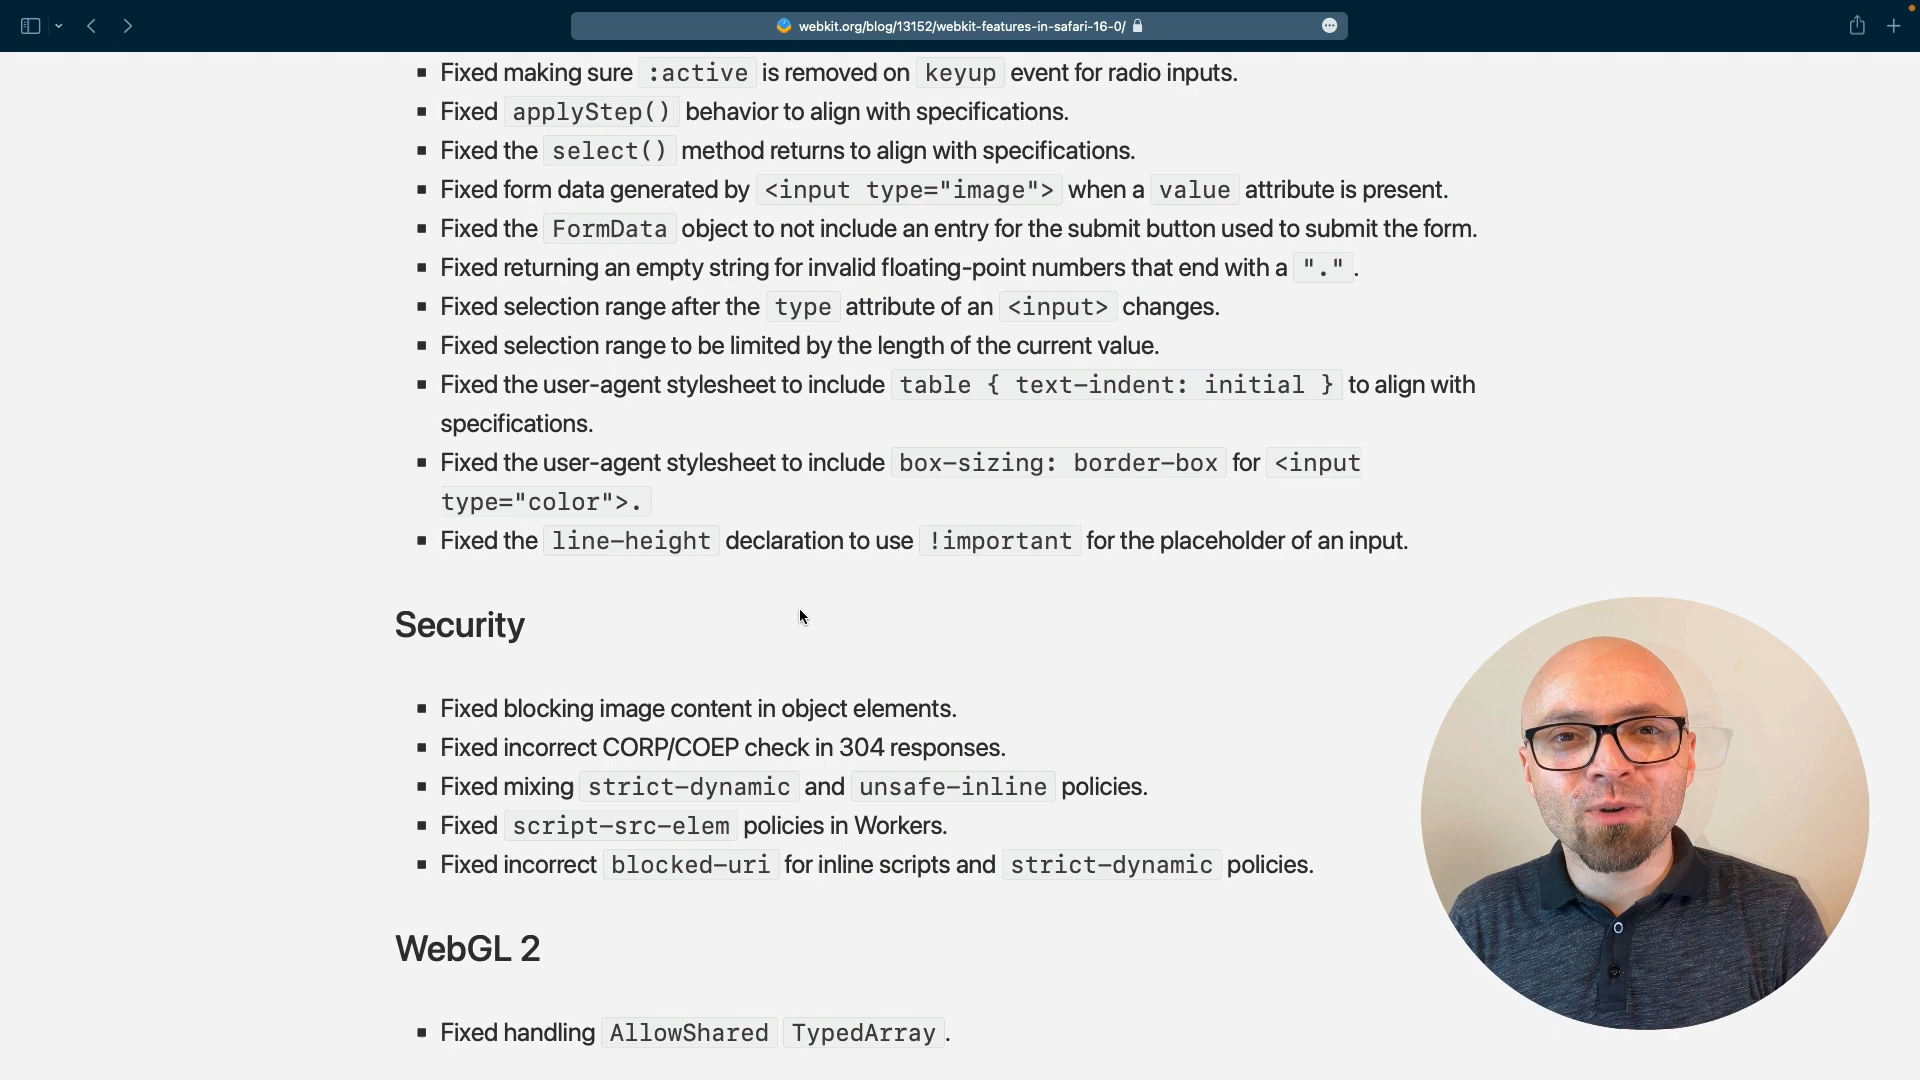 webkit.org/blog/13152/webkit-features-in-safari-16-0/
Fixed making sure :active is removed on keyup event for radio inputs.
Fixed applyStep() behavior to align with specifications.
Fixed the select() method returns to align with specifications.
Fixed form data generated by <input type="image"> when a value attribute is present.
Fixed the FormData object to not include an entry for the submit button used to submit the form.
Fixed returning an empty string for invalid floating-point numbers that end with a ".".
Fixed selection range after the type attribute of an <input> changes.
Fixed selection range to be limited by the length of the current value.
Fixed the user-agent stylesheet to include table { text-indent: initial } to align with
specifications.
Fixed the user-agent stylesheet to include box-sizing: border-box for <input
type="color">.
Fixed the line-height declaration to use !important for the placeholder of an input.
Security
Fixed blocking image content in object elements.
Fixed incorrect CORP/COEP check in 304 responses.
Fixed mixing strict-dynamic and unsafe-inline policies.
Fixed script-src-elem policies in Workers.
Fixed incorrect blocked-uri for inline scripts and strict-dynamic policies.
WebGL 2
Fixed handling AllowShared TypedArray.